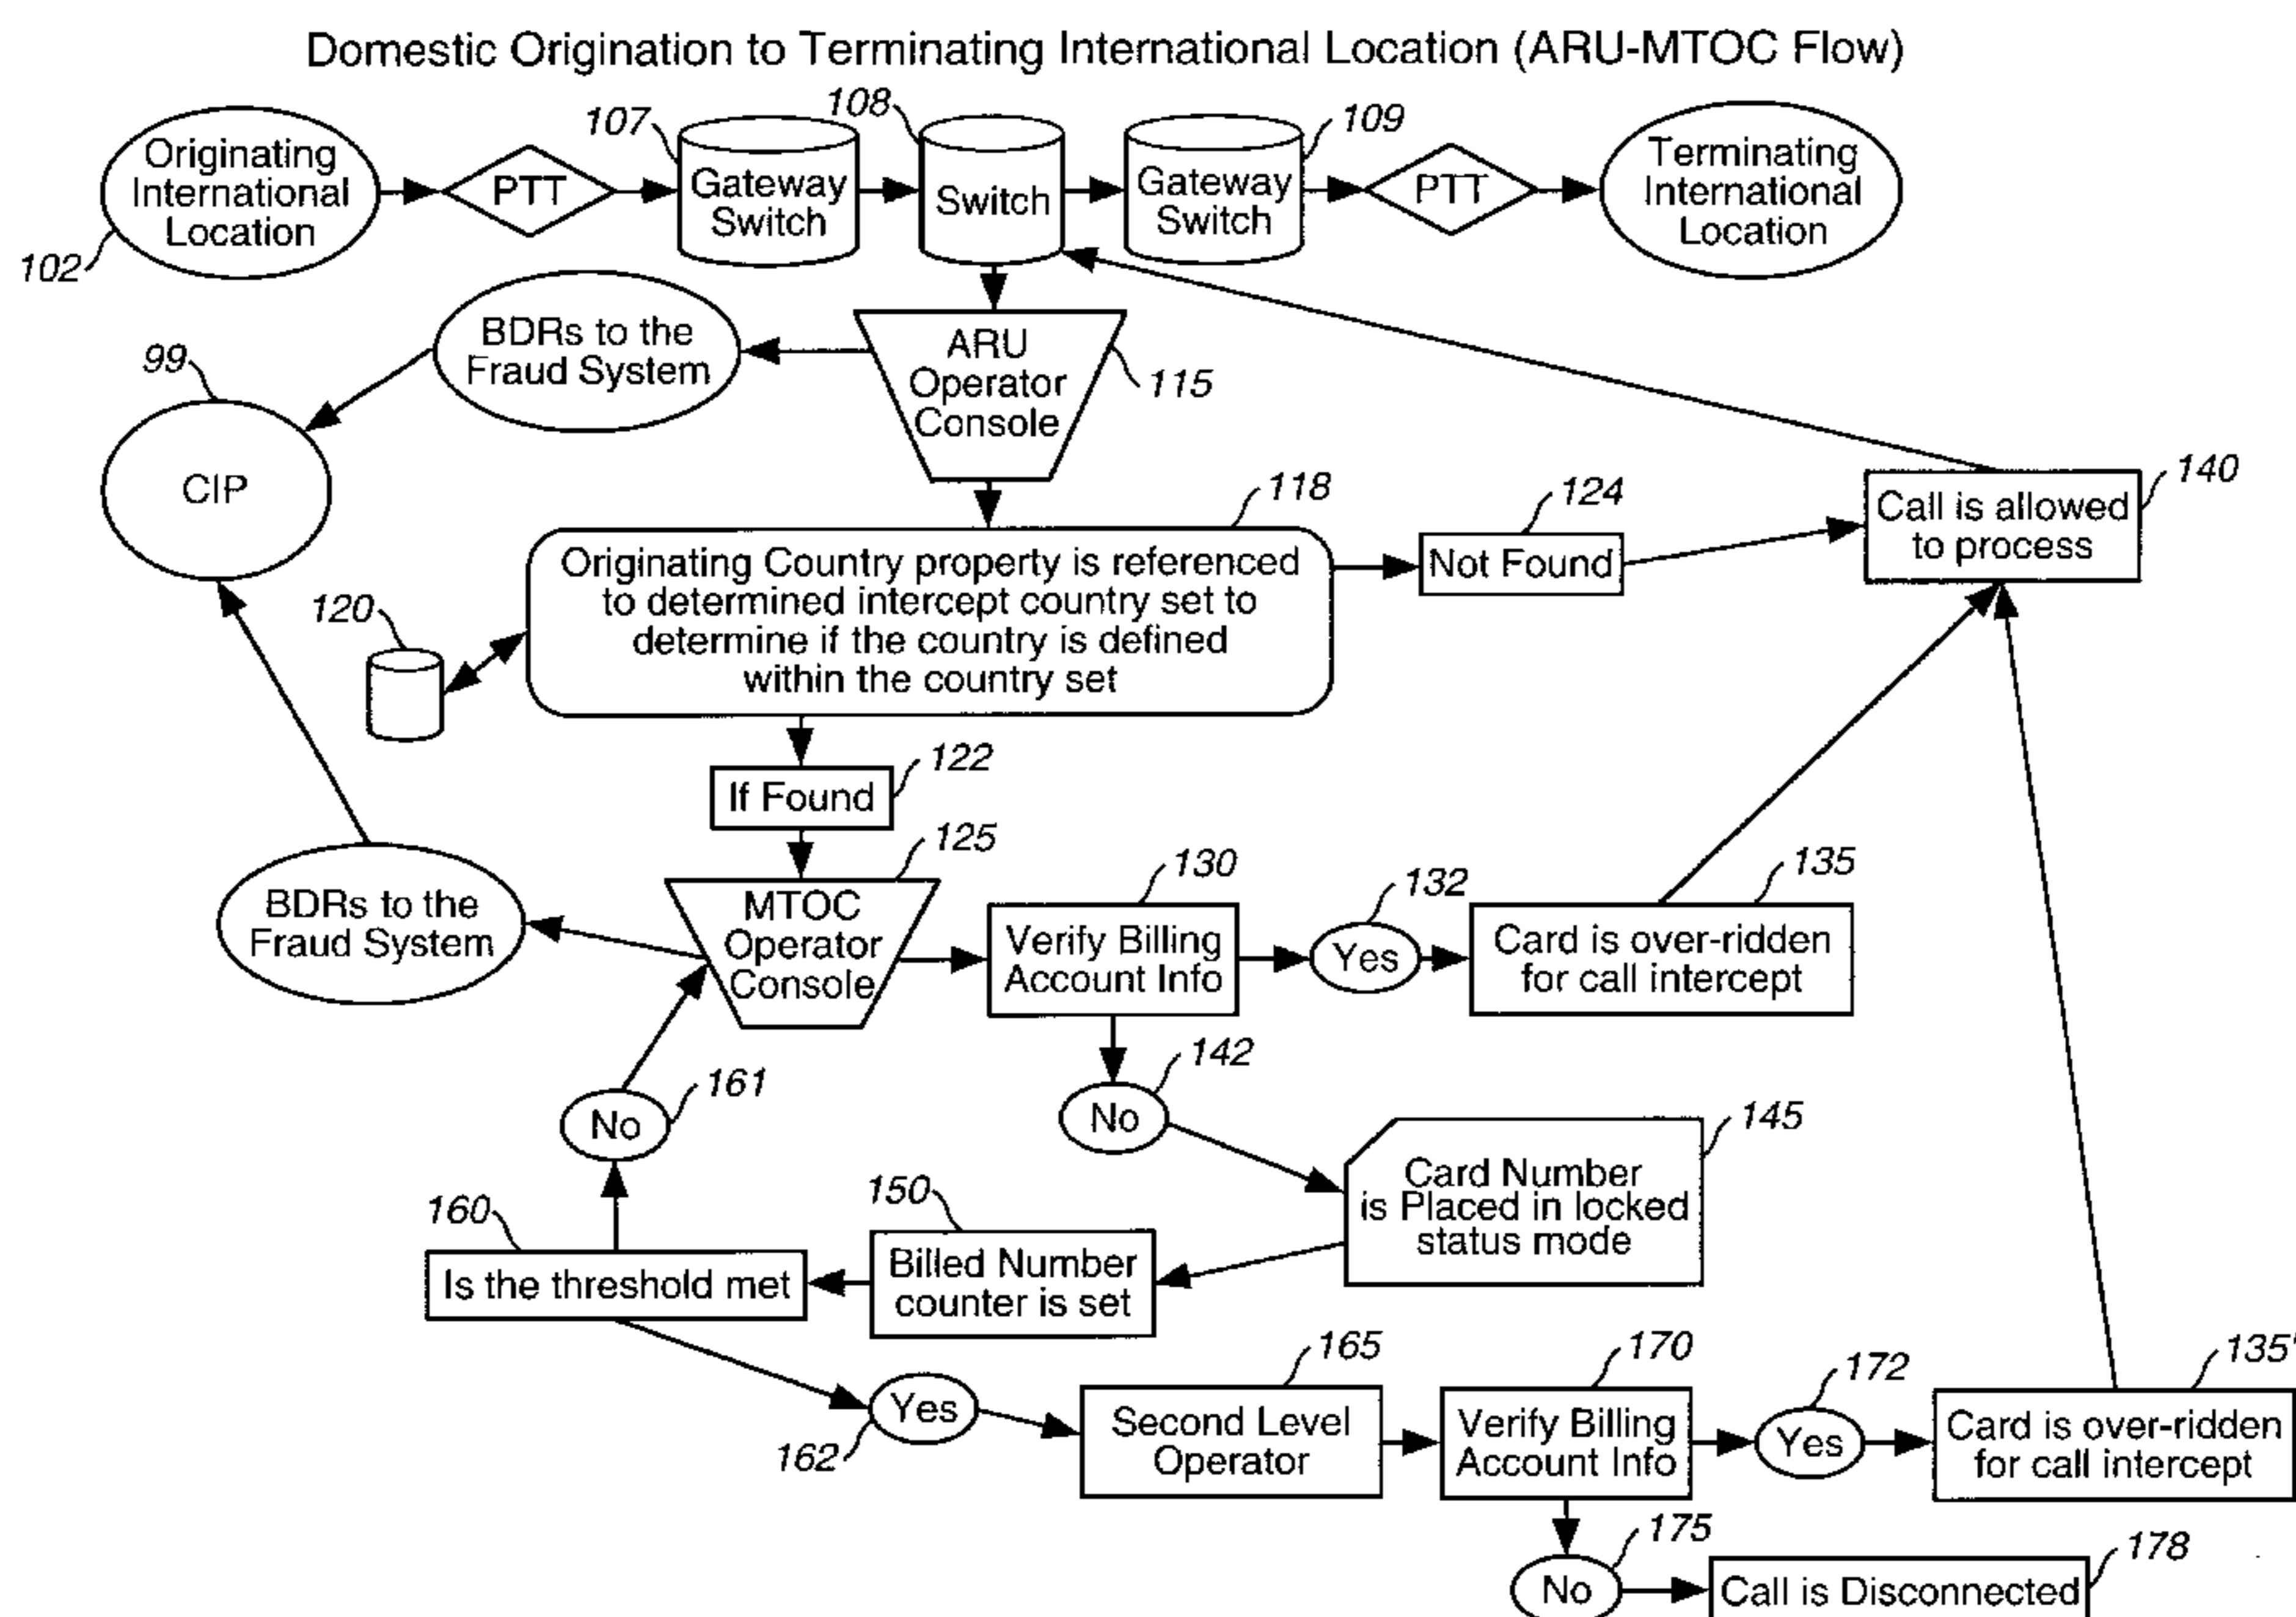 Domestic Origination to Terminating International Location (ARU-MTOC Flow)
102
Originating
International
Location
PTT
107
Gateway
Switch
108
Switch
109
Gateway
Switch
PTT
Terminating
International
Location
BDRs to the
Fraud System
ARU
Operator
Console
115
99
CIP
118
Originating Country property is referenced
to determined intercept country set to
determine if the country is defined
within the country set
120
124
Not Found
140
Call is allowed
to process
122
If Found
125
MTOC
Operator
Console
BDRs to the
Fraud System
130
Verify Billing
Account Info
132
Yes
135
Card is over-ridden
for call intercept
142
No
145
Card Number
is Placed in locked
status mode
150
Billed Number
counter is set
160
Is the threshold met
161
No
162
Yes
165
Second Level
Operator
170
Verify Billing
Account Info
172
Yes
135'
Card is over-ridden
for call intercept
175
No
178
Call is Disconnected